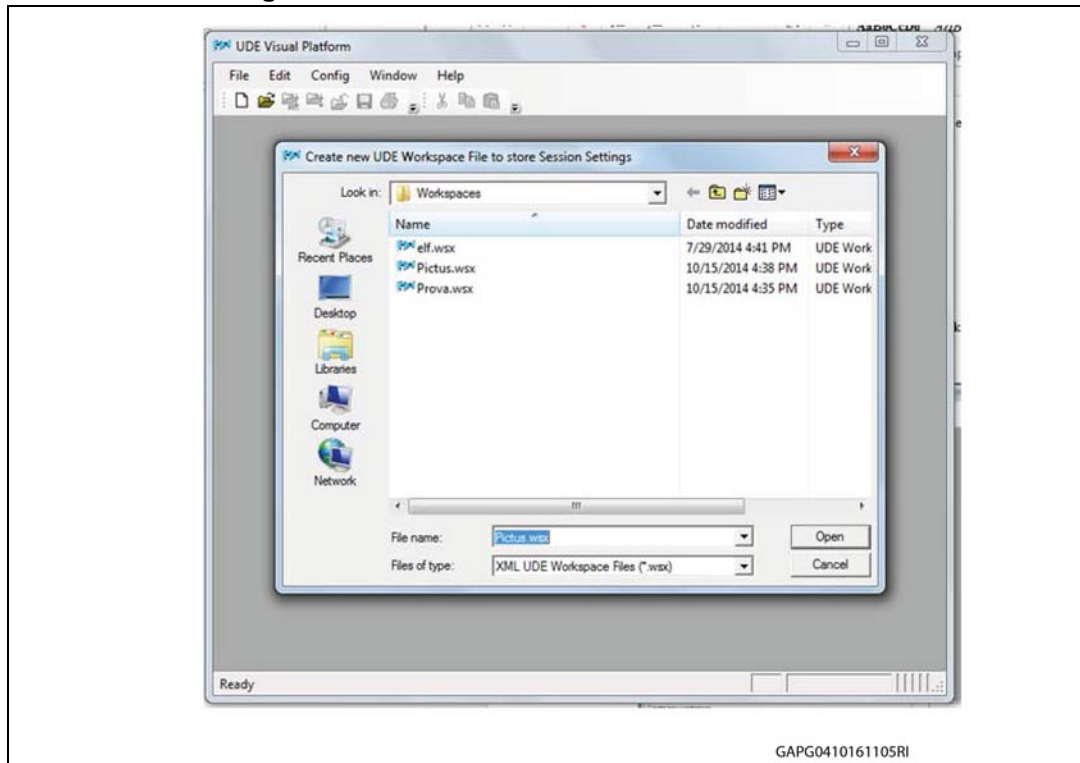 UDE Visual Platform
File Edit Config Window Help
Create new UDE Workspace File to store Session Settings
Look in: Workspaces
Name Date modified Type
elf.wsx 7/29/2014 4:41 PM UDE Work
Pictus.wsx 10/15/2014 4:38 PM UDE Work
Prova.wsx 10/15/2014 4:35 PM UDE Work
Recent Places
Desktop
Libraries
Computer
Network
File name: Pictus.wsx Open
Files of type: XML UDE Workspace Files (*.wsx) Cancel
Ready
GAPG0410161105RI